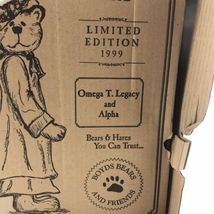 LIMITED
EDITION
1999
Omega T. Legacy
and
Alpha
Bears & Hares
You Can Trust...
BOYDS BEARS
AND FRIENDS